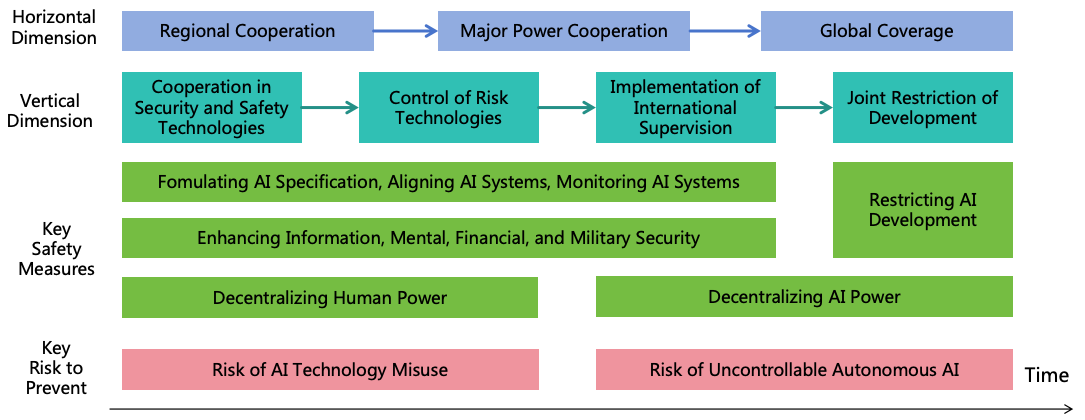 Horizontal
Dimension
Regional Cooperation
Major Power Cooperation
Global Coverage
Vertical
Dimension
Cooperation in
Security and Safety
Technologies
Control of Risk
Technologies
Implementation of
International
Supervision
Joint Restriction of
Development
Key
Safety
Measures
Fomulating AI Specification, Aligning AI Systems, Monitoring AI Systems
Restricting AI
Development
Enhancing Information, Mental, Financial, and Military Security
Decentralizing Human Power
Decentralizing AI Power
Key
Risk to
Prevent
Risk of AI Technology Misuse
Risk of Uncontrollable Autonomous AI
Time